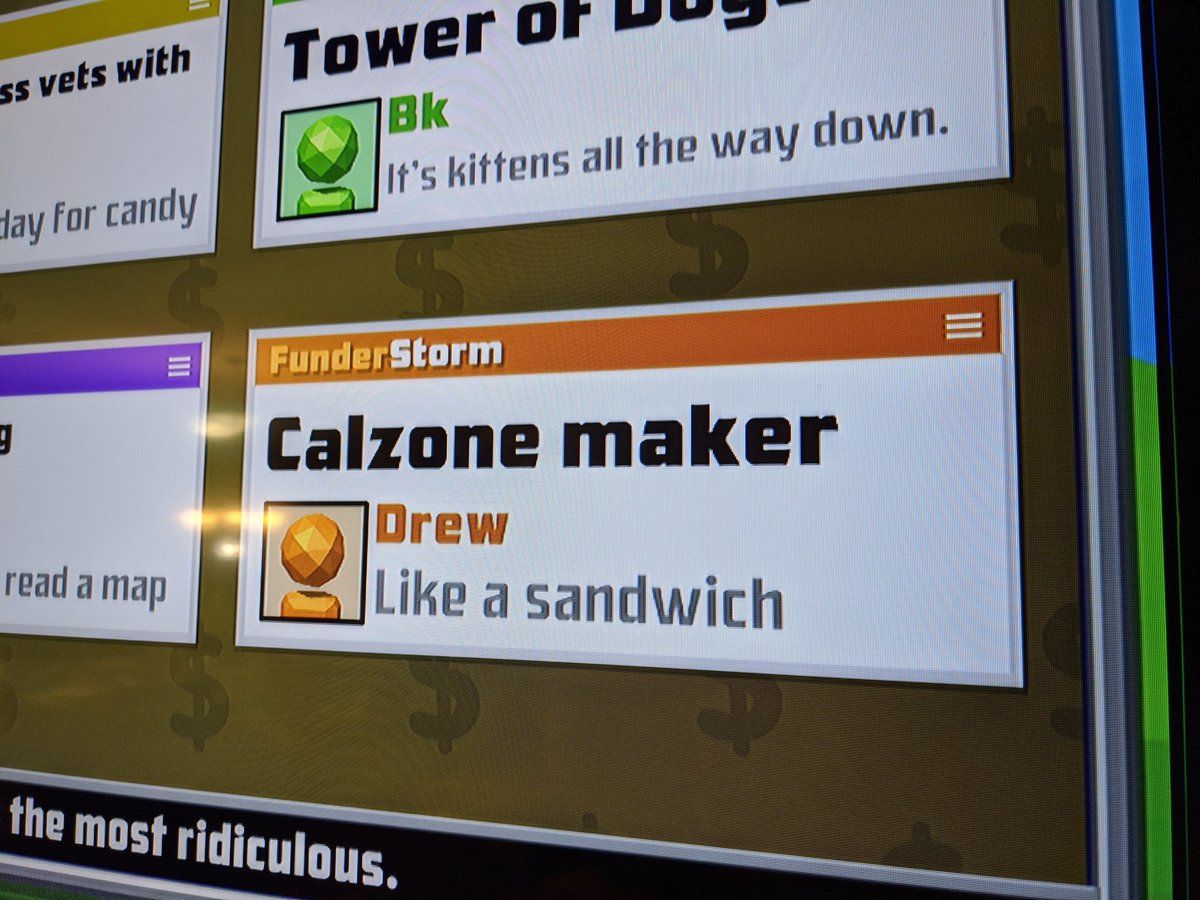 ss vets with
day for candy
Tower of Dogs
Bk
It's kittens all the way down.
g
read a map
FunderStorm
Calzone maker
Drew
Like a sandwich
the most ridiculous.